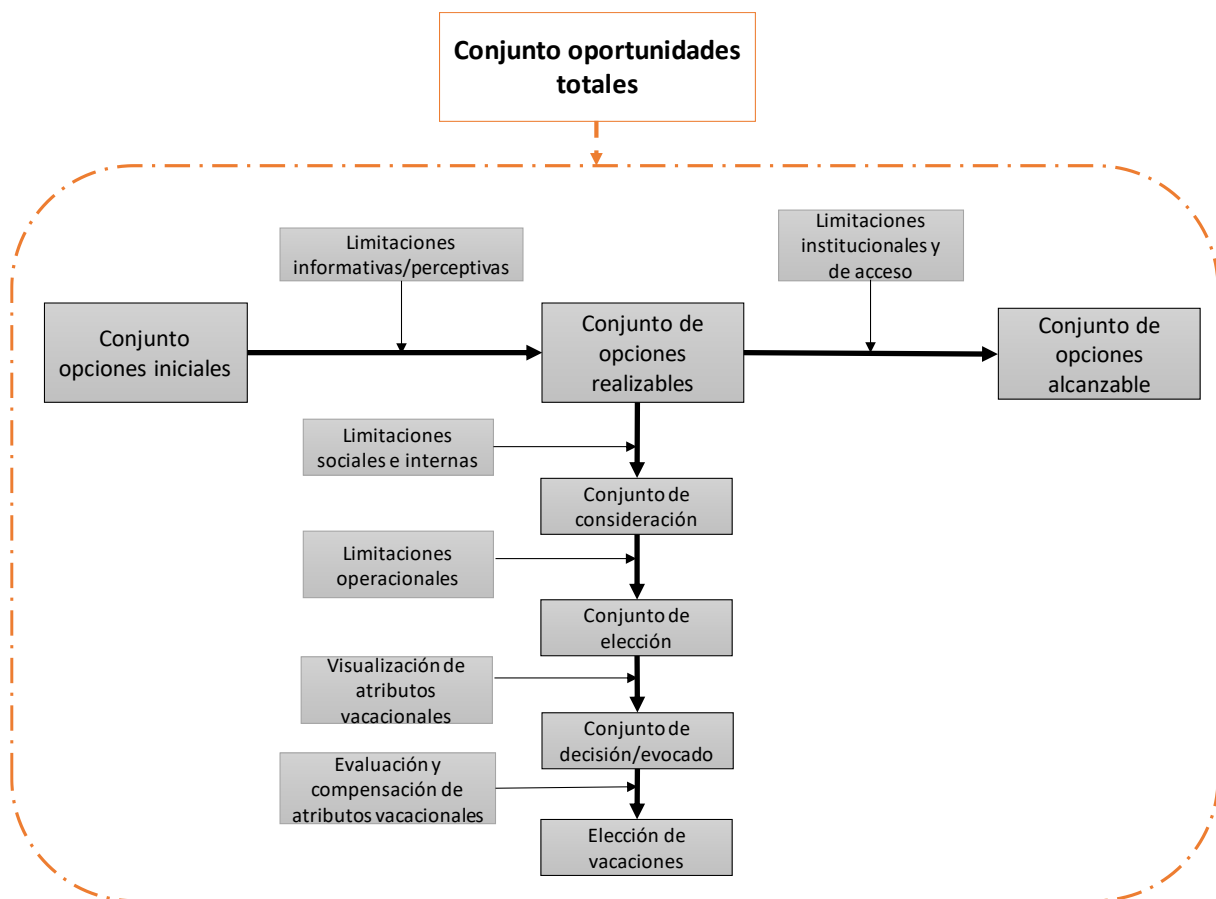 Conjunto oportunidades
totales
Limitaciones
informativas/perceptivas
Limitaciones
institucionales y
de acceso
Conjunto
opciones iniciales
Conjunto de
opciones
realizables
Conjunto de
opciones
alcanzable
Limitaciones
sociales e internas
Conjunto de
consideración
Limitaciones
operacionales
Conjunto de
elección
Visualización de
atributos
vacacionales
Conjunto de
decisión/evocado
Evaluación y
compensación de
atributos vacacionales
Elección de
vacaciones